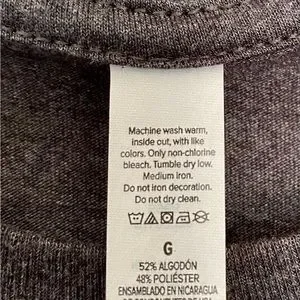 Machine wash warm,
inside out, with like
colors. Only non-chlorine
bleach. Tumble dry low.
Medium iron.
Do not iron decoration.
Do not dry clean.
G
52% ALGODÓN
48% POLIÉSTER
ENSAMBLADO EN NICARAGUA